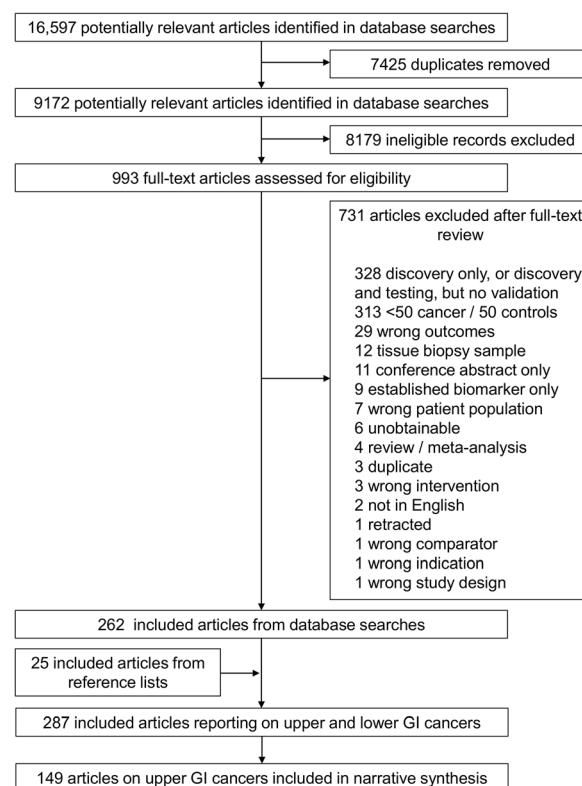 16,597 potentially relevant articles identified in database searches
7425 duplicates removed
9172 potentially relevant articles identified in database searches
8179 ineligible records excluded
993 full-text articles assessed for eligibility
731 articles excluded after full-text
review
328 discovery only, or discovery
and testing, but no validation
313 <50 cancer / 50 controls
29 wrong outcomes
12 tissue biopsy sample
11 conference abstract only
9 established biomarker only
7 wrong patient population
6 unobtainable
4 review / meta-analysis
3 duplicate
3 wrong intervention
2 not in English
1 retracted
1 wrong comparator
1 wrong indication
1 wrong study design
262 included articles from database searches
25 included articles from
reference lists
287 included articles reporting on upper and lower GI cancers
149 articles on upper GI cancers included in narrative synthesis